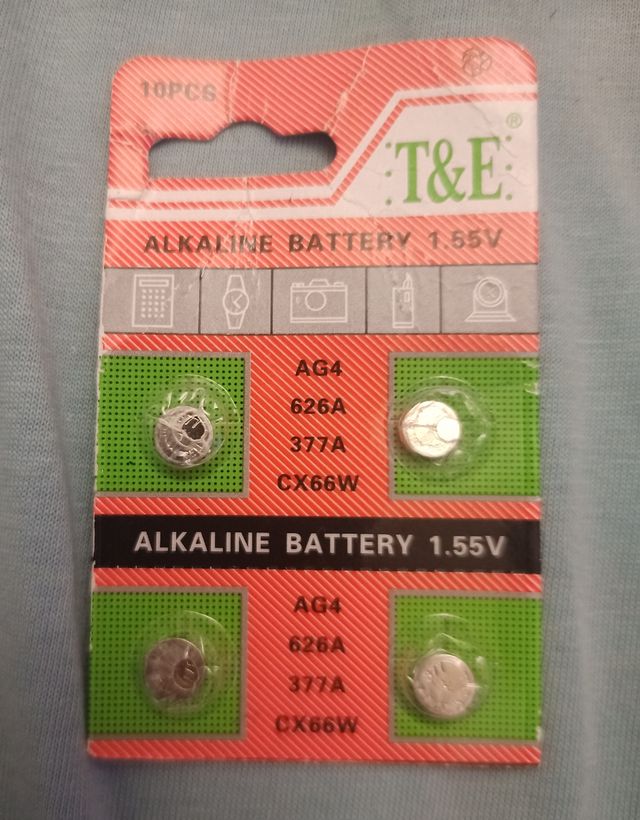 10PCS
T&E®
ALKALINE BATTERY 1.55V
AG4
626A
377A
CX66W
ALKALINE BATTERY 1.55V
AG4
626A
377A
CX66W